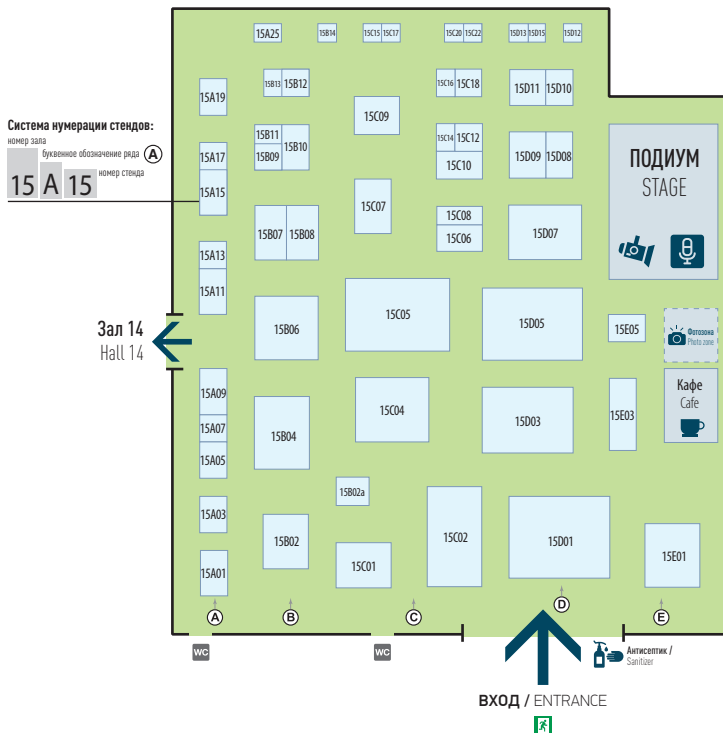 15A25
15B14
15C15
15C17
15C20
15C22
15D13
15D15
15D12
15B13
15B12
15C16
15C18
15D11
15D10
15A19
15C09
Система нумерации стендов:
номер зала
буквенное обозначение ряда A
15 A 15 номер стенда
15B11
15B09
15B10
15C14
15C12
15C10
15D09
15D08
ПОДИУМ
STAGE
15A17
15A15
15C07
15B07
15B08
15C08
15C06
15D07
15A13
15A11
Зал 14
Hall 14
15B06
15C05
15D05
15E05
Фотозона
Photo zone
15A09
15A07
15A05
15B04
15C04
15D03
15E03
Кафе
Cafe
15A03
15B02a
15B02
15C02
15D01
15E01
15A01
15C01
A
B
C
D
E
WC
WC
Антисептик /
Sanitizer
ВХОД / ENTRANCE